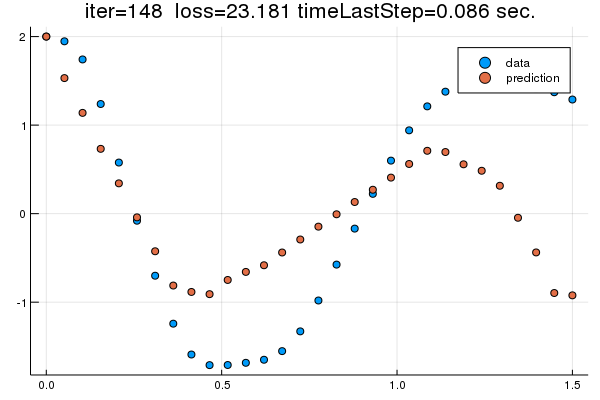 iter=148  loss=23.181 timeLastStep=0.086 sec.
data
prediction
2
1
0
-1
0.0
0.5
1.0
1.5